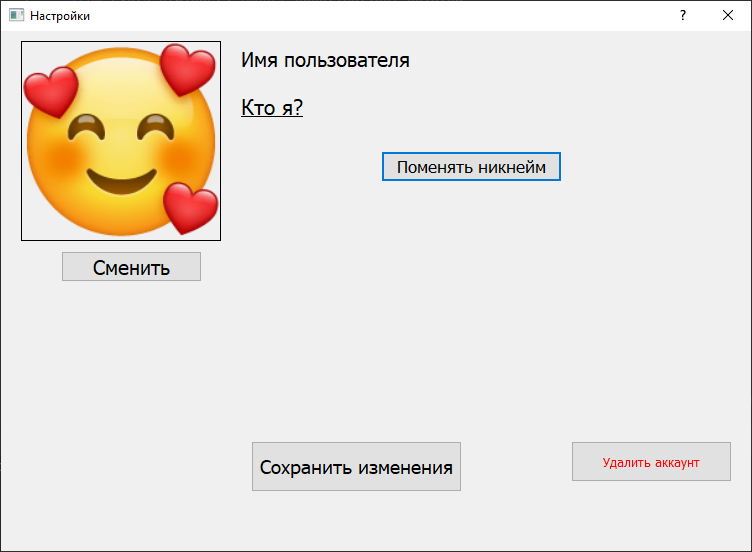 Настройки
?
Имя пользователя
Кто я?
Поменять никнейм
Сменить
Сохранить изменения
Удалить аккаунт